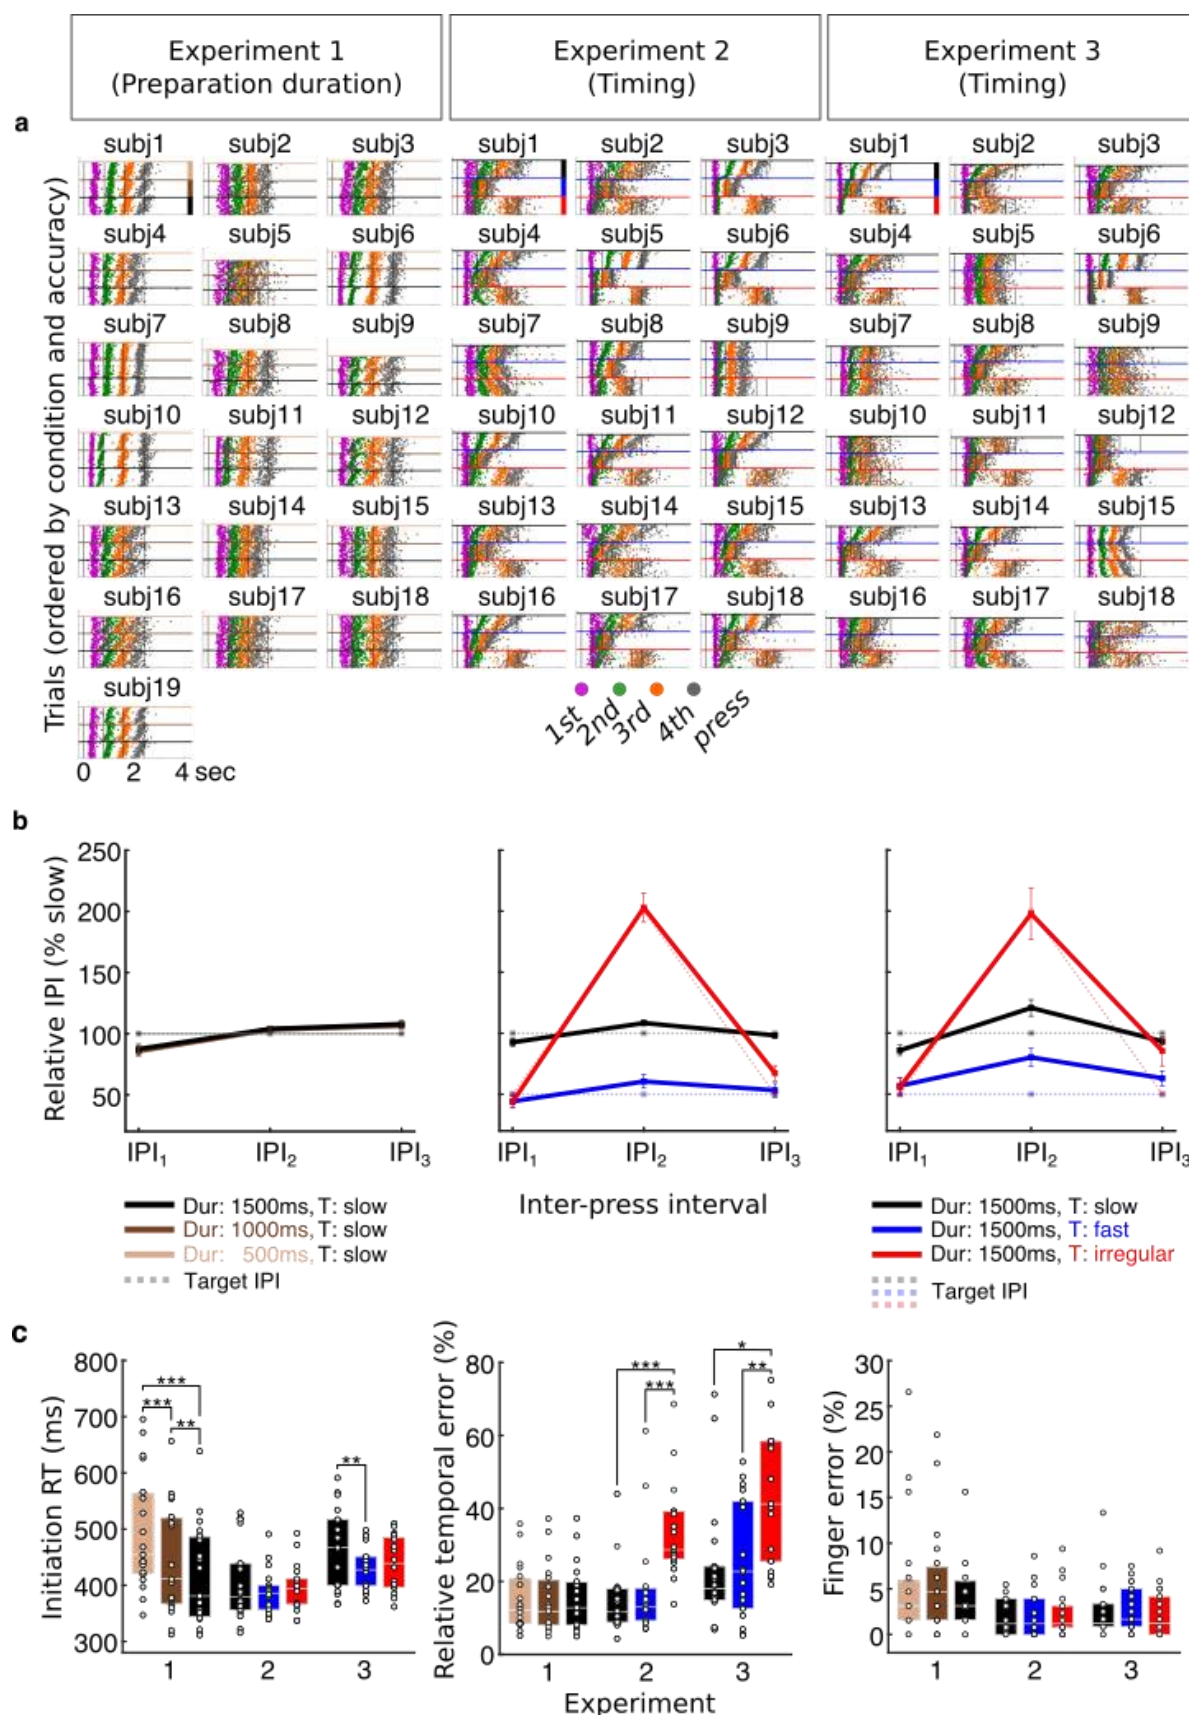 Experiment 1
(Preparation duration)
Experiment 2
(Timing)
Experiment 3
(Timing)
a
Trials (ordered by condition and accuracy)
subj1 subj2 subj3 subj1 subj2 subj3 subj1 subj2 subj3
subj4 subj5 subj6 subj4 subj5 subj6 subj4 subj5 subj6
subj7 subj8 subj9 subj7 subj8 subj9 subj7 subj8 subj9
subj10 subj11 subj12 subj10 subj11 subj12 subj10 subj11 subj12
subj13 subj14 subj15 subj13 subj14 subj15 subj13 subj14 subj15
subj16 subj17 subj18 subj16 subj17 subj18 subj16 subj17 subj18
subj19
0 2 4 sec
1st 2nd 3rd 4th press
b
Relative IPI (% slow)
250
200
150
100
50
IPI1 IPI2 IPI3 IPI1 IPI2 IPI3 IPI1 IPI2 IPI3
Inter-press interval
Dur: 1500ms, T: slow
Dur: 1000ms, T: slow
Dur: 500ms, T: slow
Target IPI
Dur: 1500ms, T: slow
Dur: 1500ms, T: fast
Dur: 1500ms, T: irregular
Target IPI
c
Initiation RT (ms)
800
700
600
500
400
300
*** *** ** **
1 2 3
Relative temporal error (%)
80
60
40
20
0
*** *** * **
1 2 3
Experiment
Finger error (%)
30
25
20
15
10
5
0
1 2 3